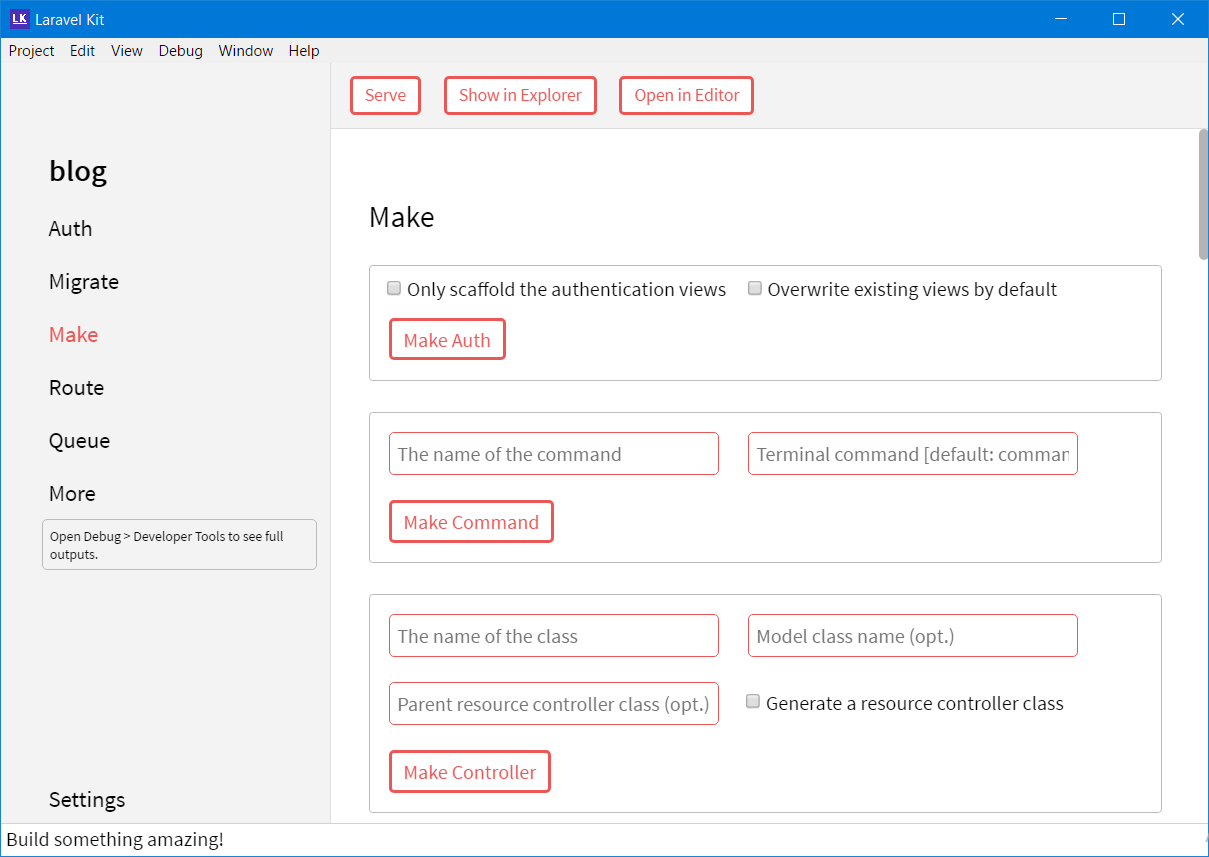 LK Laravel Kit
Project Edit View Debug Window Help
Serve Show in Explorer Open in Editor
blog
Auth
Migrate
Make
Route
Queue
More
Open Debug > Developer Tools to see full
outputs.
Settings
Make
Only scaffold the authentication views Overwrite existing views by default
Make Auth
The name of the command Terminal command [default: comman
Make Command
The name of the class Model class name (opt.)
Parent resource controller class (opt.) Generate a resource controller class
Make Controller
Build something amazing!